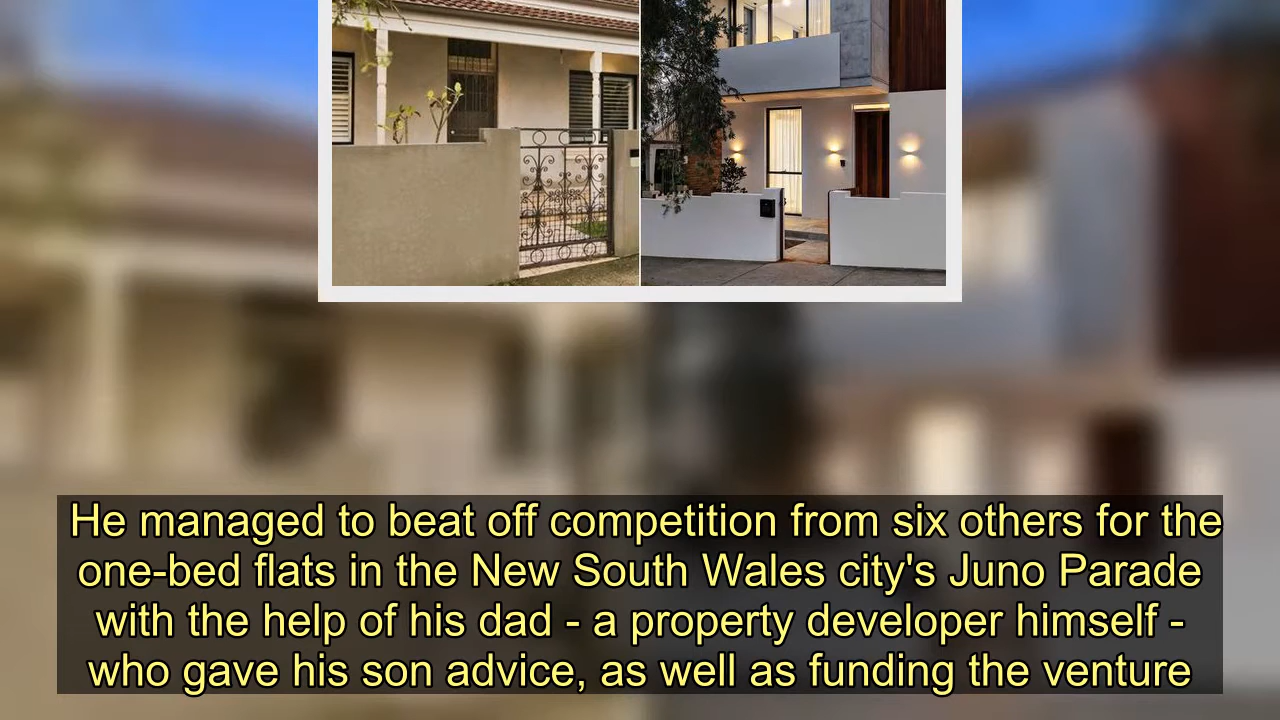 He managed to beat off competition from six others for the
one-bed flats in the New South Wales city's Juno Parade
with the help of his dad - a property developer himself -
who gave his son advice, as well as funding the venture